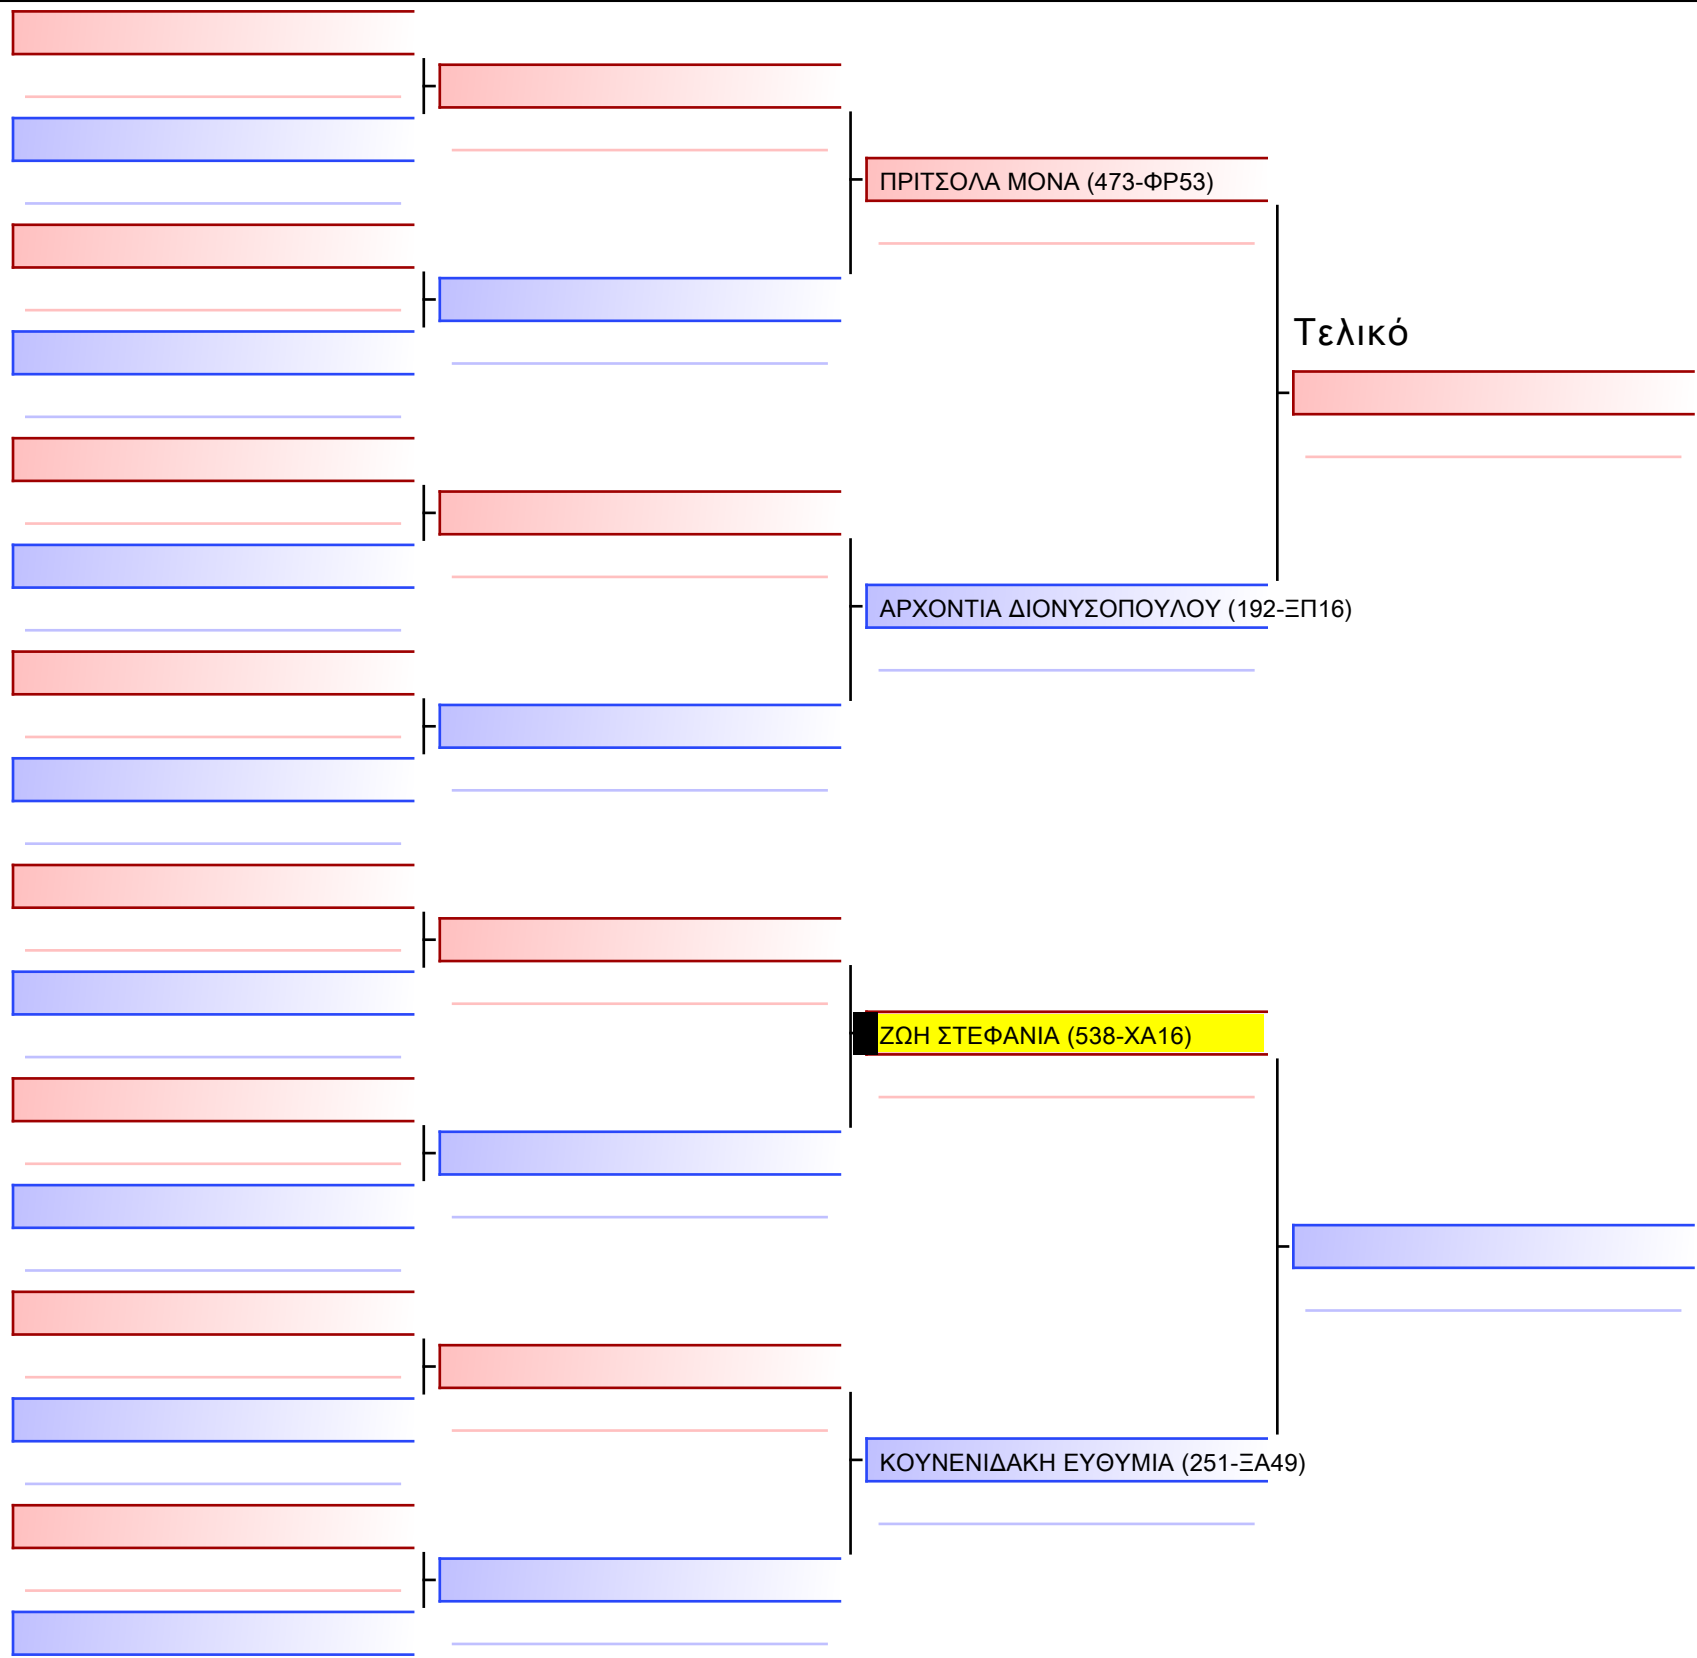 ΠΡΙΤΣΟΛΑ ΜΟΝΑ (473-ΦΡ53)
Τελικό
ΑΡΧΟΝΤΙΑ ΔΙΟΝΥΣΟΠΟΥΛΟΥ (192-ΞΠ16)
ΖΩΗ ΣΤΕΦΑΝΙΑ (538-ΧΑ16)
ΚΟΥΝΕΝΙΔΑΚΗ ΕΥΘΥΜΙΑ (251-ΞΑ49)